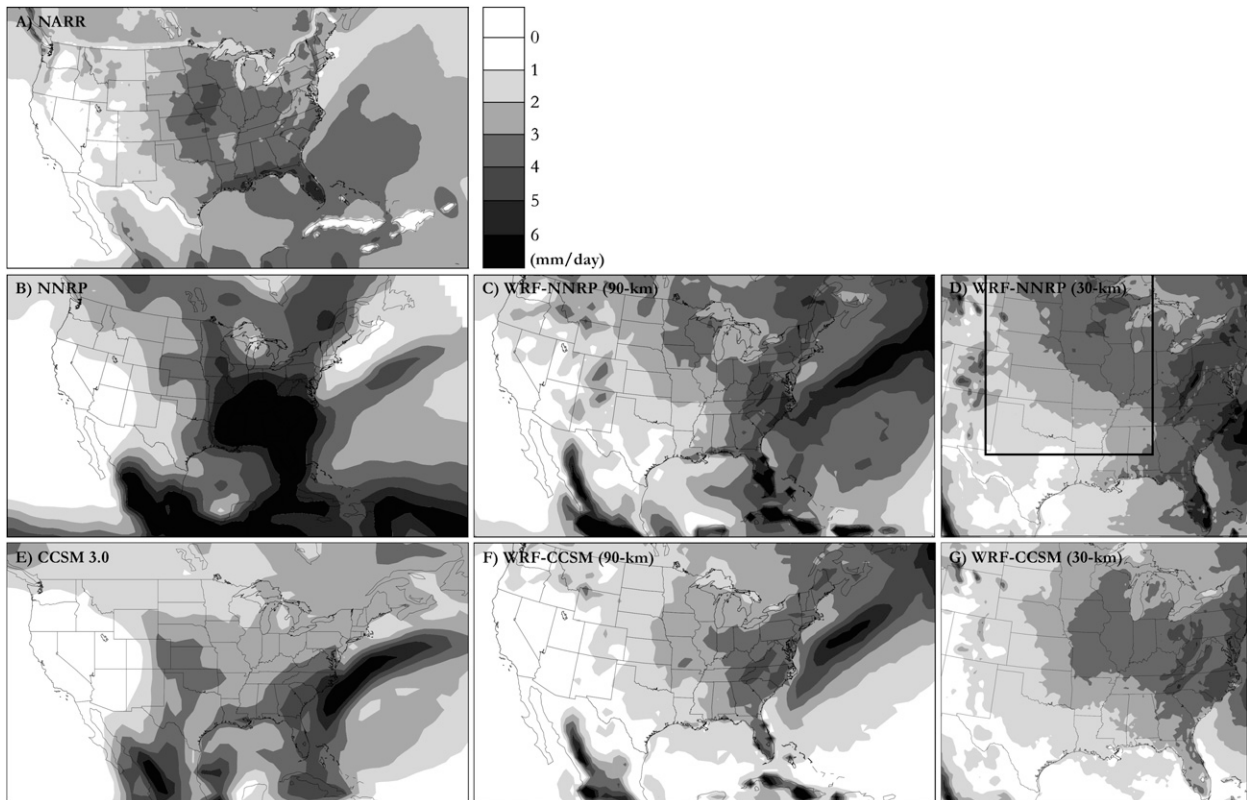 A) NARR
0
1
2
3
4
5
6
(mm/day)
B) NNRP
C) WRF-NNRP (90-km)
D) WRF-NNRP (30-km)
E) CCSM 3.0
F) WRF-CCSM (90-km)
G) WRF-CCSM (30-km)